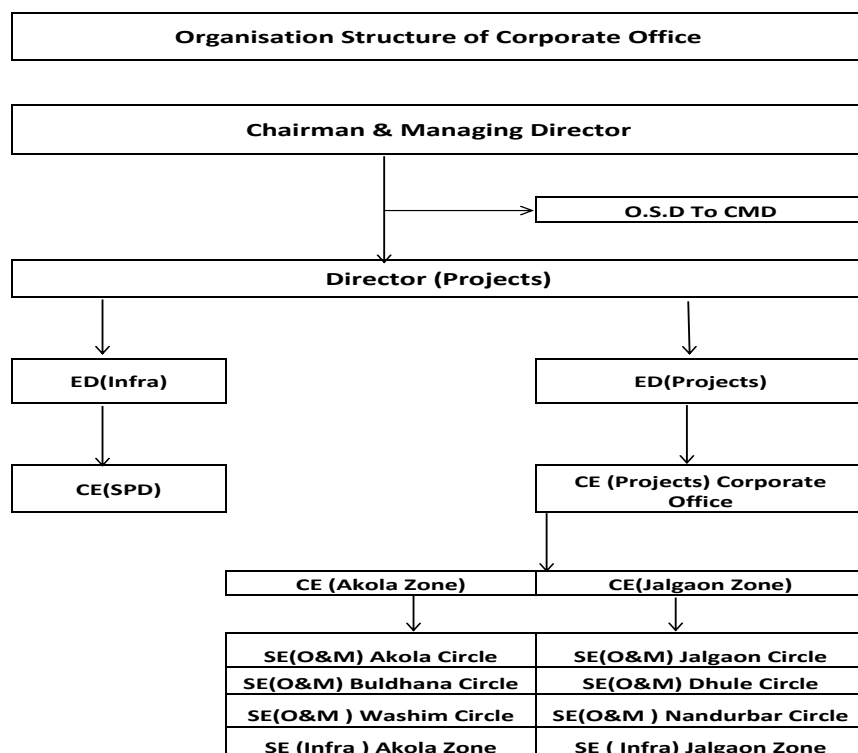 Organisation Structure of Corporate Office
Chairman & Managing Director
O.S.D To CMD
Director (Projects)
ED(Infra)
ED(Projects)
CE(SPD)
CE (Projects) Corporate
Office
CE (Akola Zone)
CE(Jalgaon Zone)
SE(O&M) Akola Circle
SE(O&M) Jalgaon Circle
SE(O&M) Buldhana Circle
SE(O&M) Dhule Circle
SE(O&M ) Washim Circle
SE(O&M ) Nandurbar Circle
SE (Infra ) Akola Zone
SE ( Infra) Jalgaon Zone